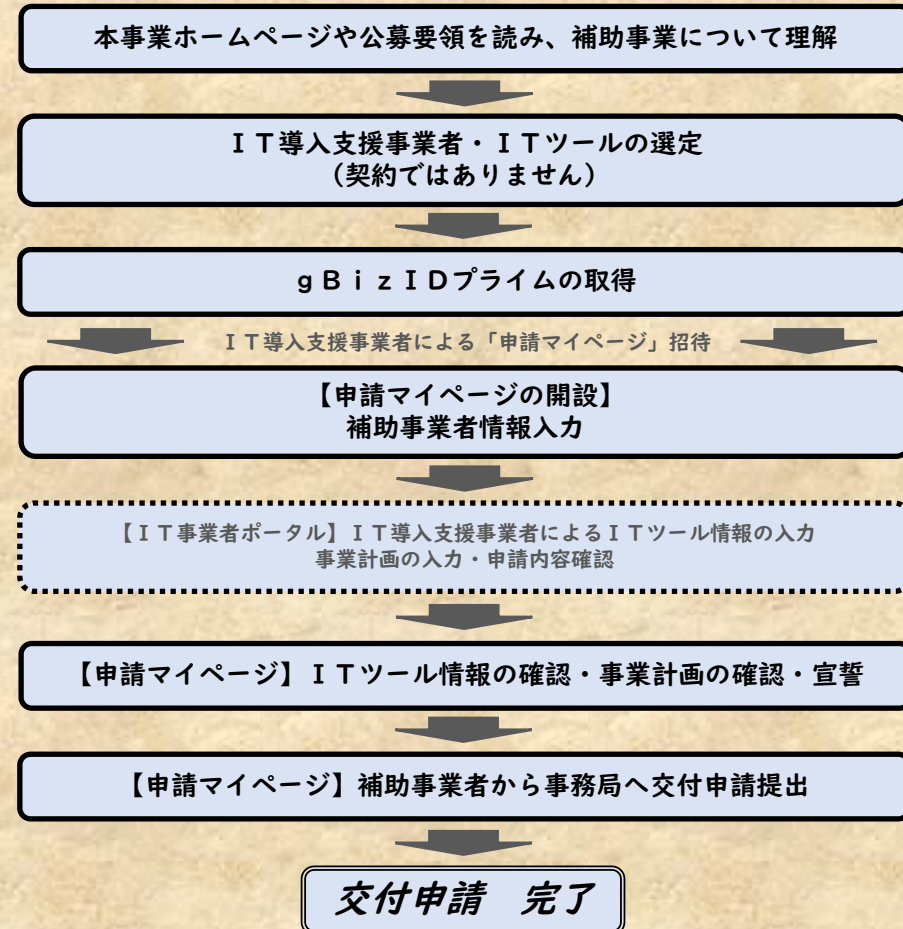 本事業ホームページや公募要領を読み、補助事業について理解
ＩＴ導入支援事業者・ＩＴツールの選定
（契約ではありません）
ｇＢｉｚＩＤプライムの取得
ＩＴ導入支援事業者による「申請マイページ」招待
【申請マイページの開設】
補助事業者情報入力
【ＩＴ事業者ポータル】ＩＴ導入支援事業者によるＩＴツール情報の入力
事業計画の入力・申請内容確認
【申請マイページ】ＩＴツール情報の確認・事業計画の確認・宣誓
【申請マイページ】補助事業者から事務局へ交付申請提出
交付申請　完了